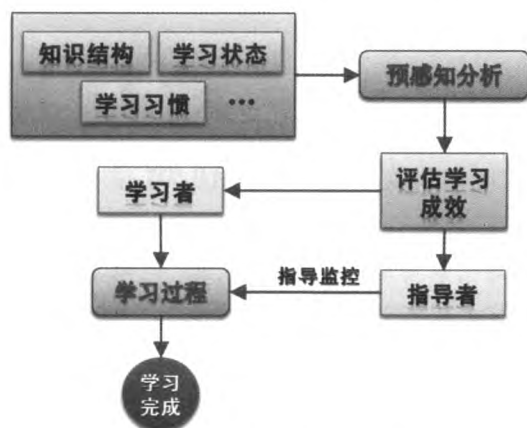 知识结构
学习状态
学习习惯
…
预感知分析
学习者
评估学习
成效
学习过程
指导监控
指导者
学习
完成